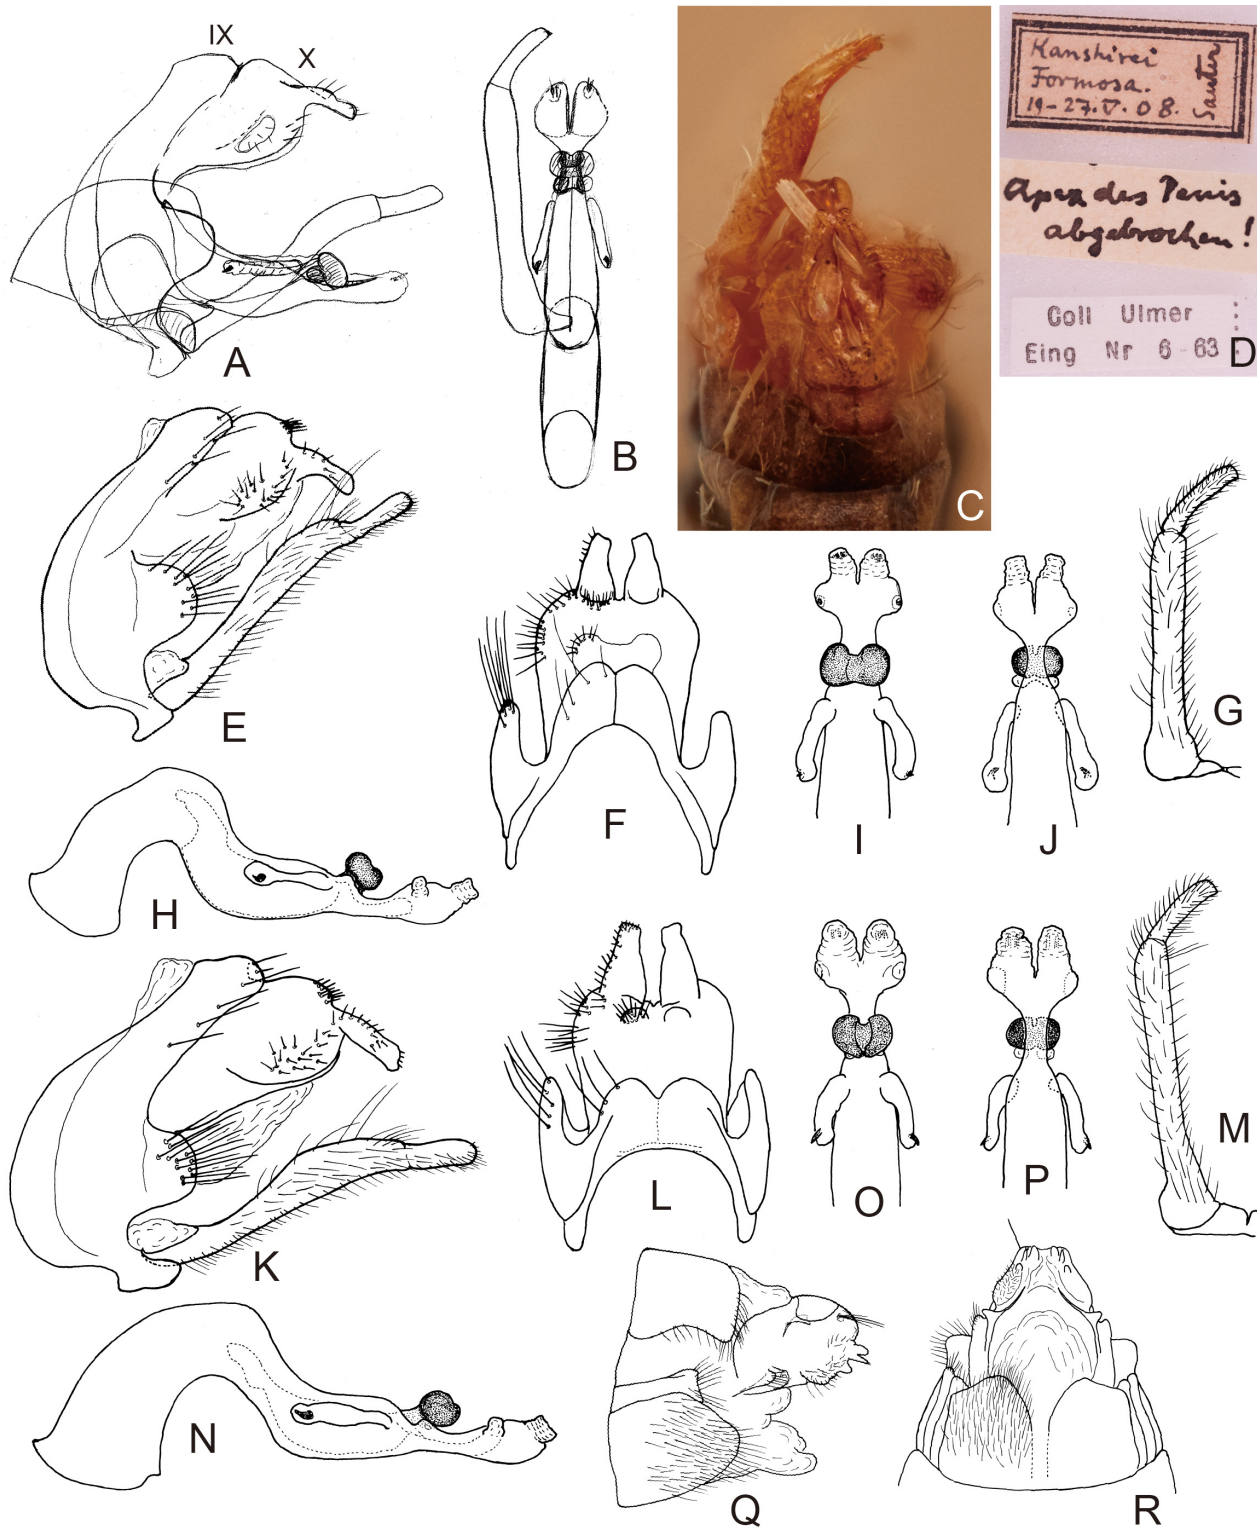 IX
X
A
B
C
Kanshirei
Formosa.
19-27.V.08.
Sauter
Apex des Penis
abgebrochen!
Coll Ulmer
Eing Nr 6-63
D
E
F
G
H
I
J
K
L
M
N
O
P
Q
R